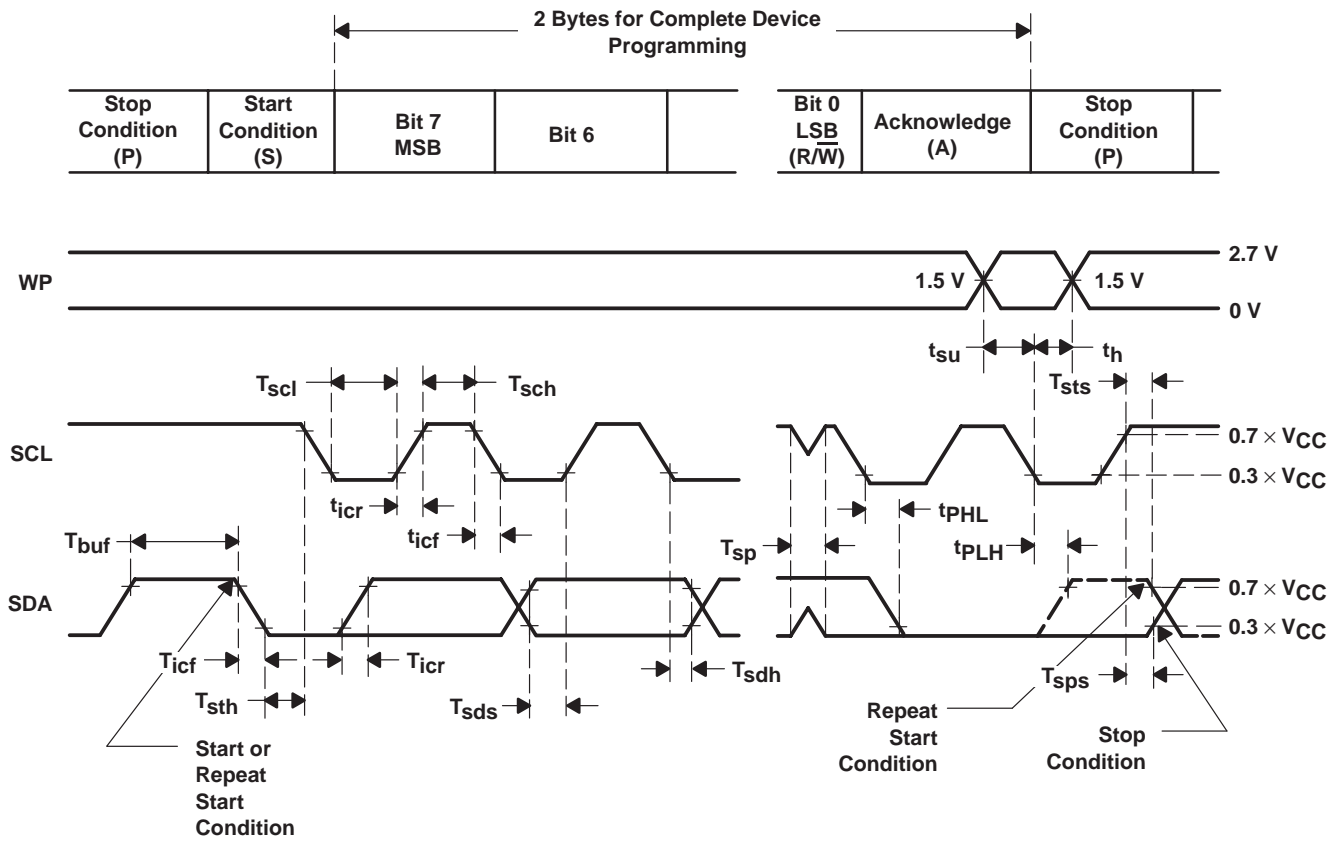 2 Bytes for Complete Device
Programming
Stop
Condition
(P)
Start
Condition
(S)
Bit 7
MSB
Bit 6
Bit 0
LSB
(R/W̅)
Acknowledge
(A)
Stop
Condition
(P)
WP
1.5 V
1.5 V
2.7 V
0 V
tsu
th
Tscl
Tsch
Tsts
SCL
0.7 × VCC
0.3 × VCC
ticr
ticf
tPHL
Tbuf
Tsp
tPLH
SDA
0.7 × VCC
0.3 × VCC
Ticf
Ticr
Tsdh
Tsth
Tsds
Tsps
Start or
Repeat
Start
Condition
Repeat
Start
Condition
Stop
Condition